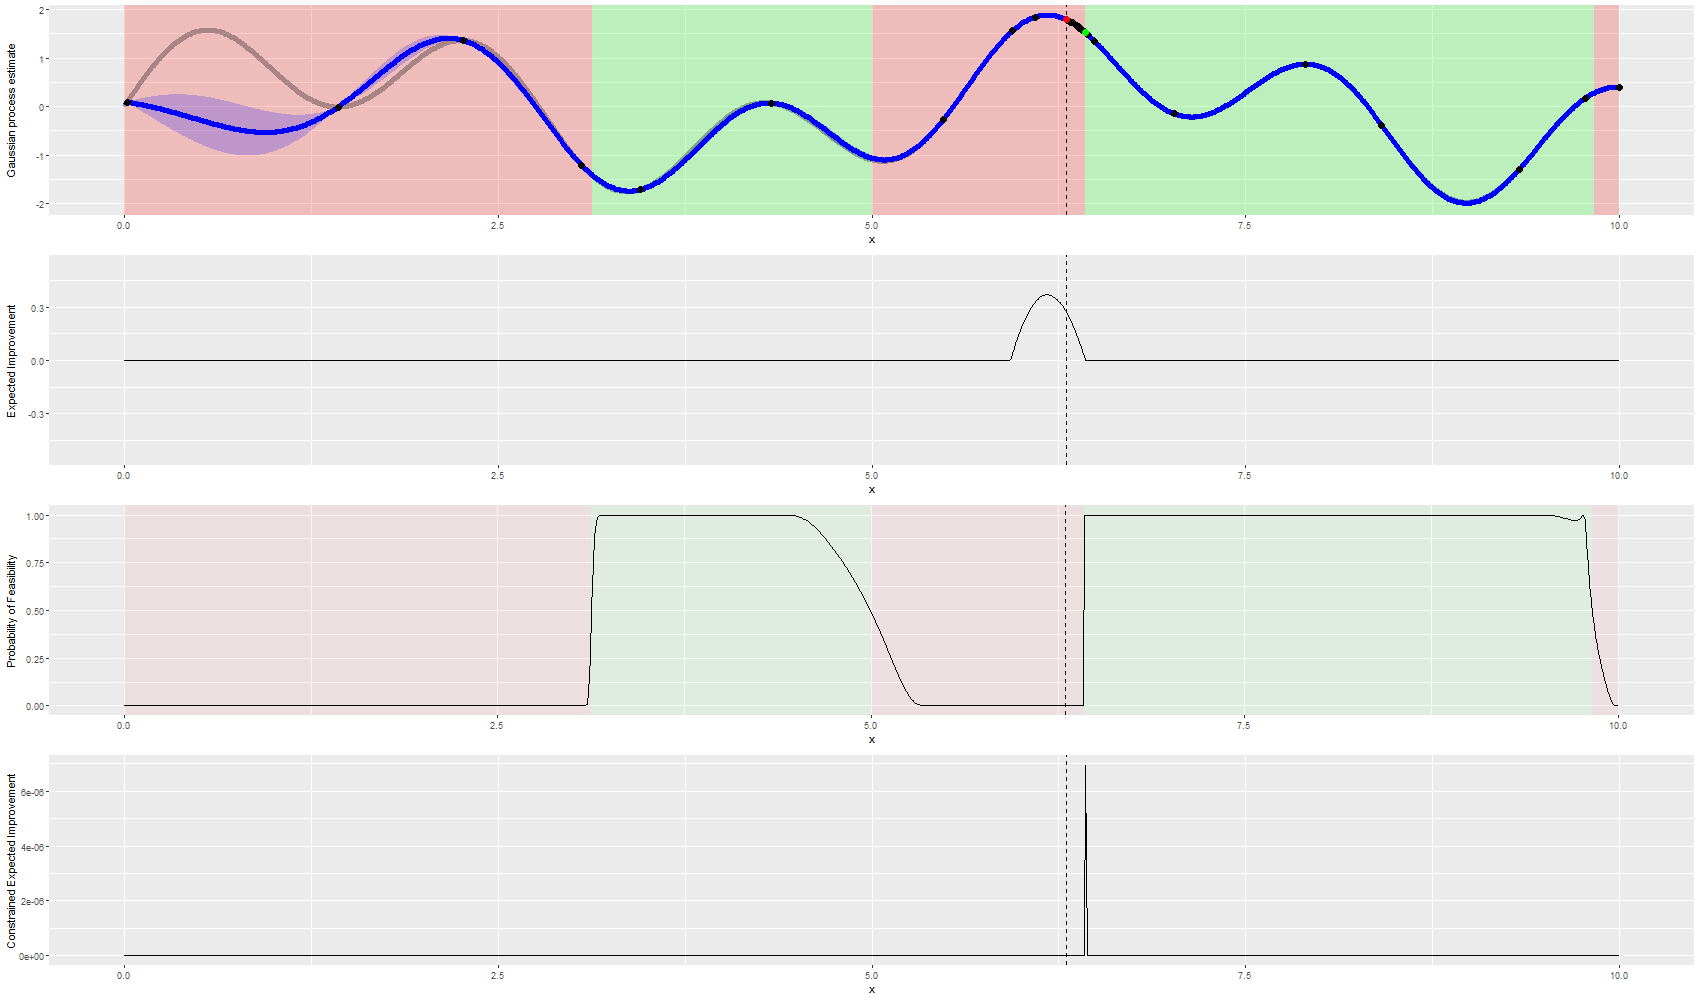 Gaussian process estimate
2
1
0
-1
-2
0.0 2.5 5.0 7.5 10.0
x
Expected Improvement
0.3
0.0
-0.3
0.0 2.5 5.0 7.5 10.0
x
Probability of Feasibility
1.00
0.75
0.50
0.25
0.00
0.0 2.5 5.0 7.5 10.0
x
Constrained Expected Improvement
6e-06
4e-06
2e-06
0e+00
0.0 2.5 5.0 7.5 10.0
x